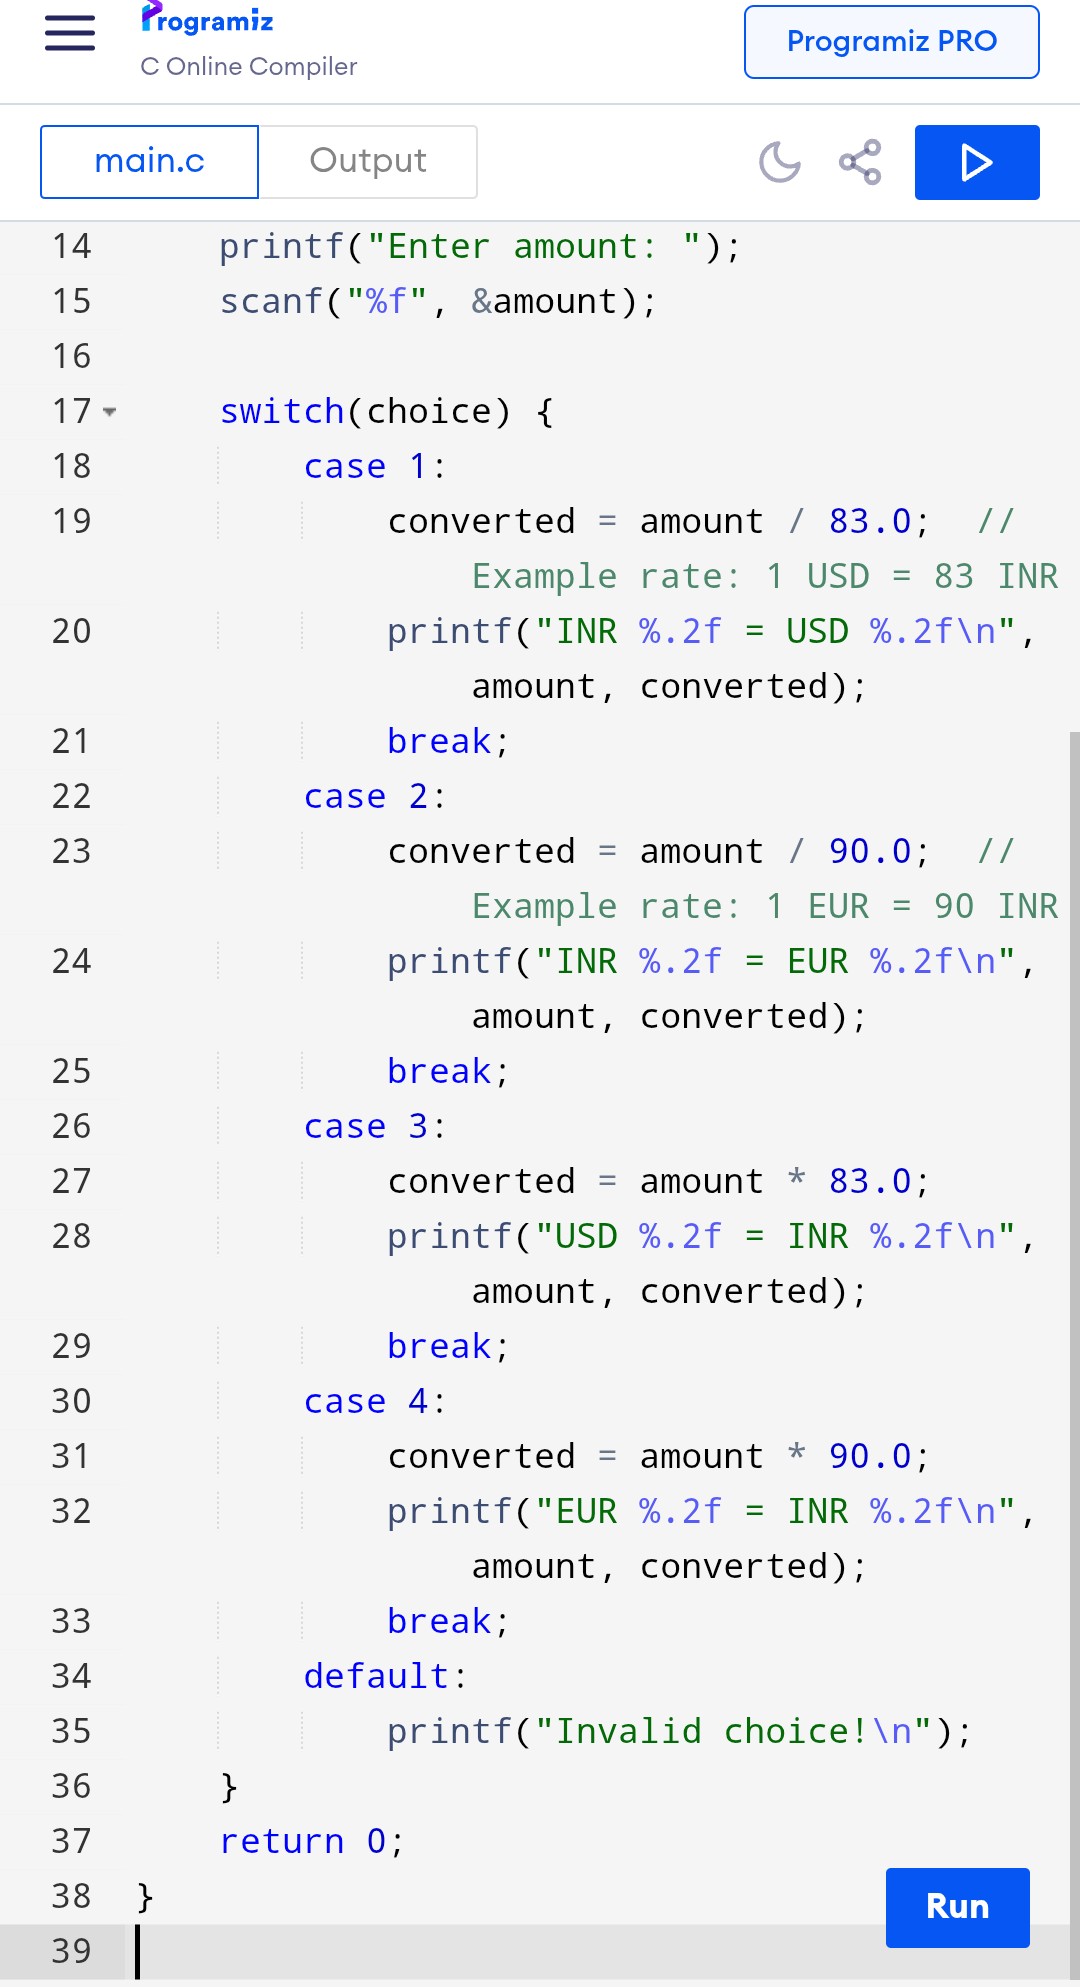 Programiz
C Online Compiler
Programiz PRO
main.c
Output
14 printf("Enter amount: ");
15 scanf("%f", &amount);
16
17 switch(choice) {
18 case 1:
19 converted = amount / 83.0;  //
Example rate: 1 USD = 83 INR
20 printf("INR %.2f = USD %.2f\n",
amount, converted);
21 break;
22 case 2:
23 converted = amount / 90.0;  //
Example rate: 1 EUR = 90 INR
24 printf("INR %.2f = EUR %.2f\n",
amount, converted);
25 break;
26 case 3:
27 converted = amount * 83.0;
28 printf("USD %.2f = INR %.2f\n",
amount, converted);
29 break;
30 case 4:
31 converted = amount * 90.0;
32 printf("EUR %.2f = INR %.2f\n",
amount, converted);
33 break;
34 default:
35 printf("Invalid choice!\n");
36 }
37 return 0;
38 }
Run
39